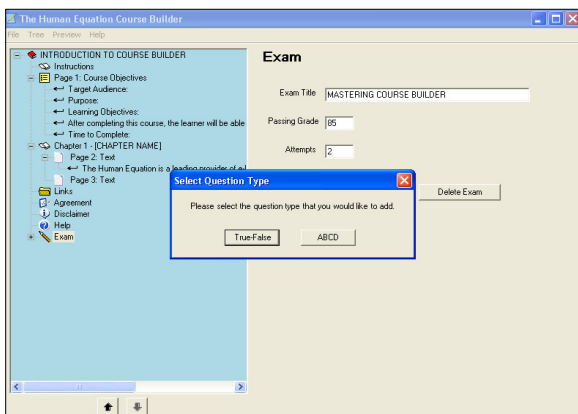 The Human Equation Course Builder
File Tree Preview Help
INTRODUCTION TO COURSE BUILDER
Instructions
Page 1: Course Objectives
Target Audience:
Purpose:
Learning Objectives:
After completing this course, the learner will be able
Time to Complete:
Chapter 1 - [CHAPTER NAME]
Page 2: Text
The Human Equation is a leading provider of e-l
Page 3: Text
Links
Agreement
Disclaimer
Help
Exam
Exam
Exam Title MASTERING COURSE BUILDER
Passing Grade 85
Attempts 2
Delete Exam
Select Question Type
Please select the question type that you would like to add.
True-False ABCD